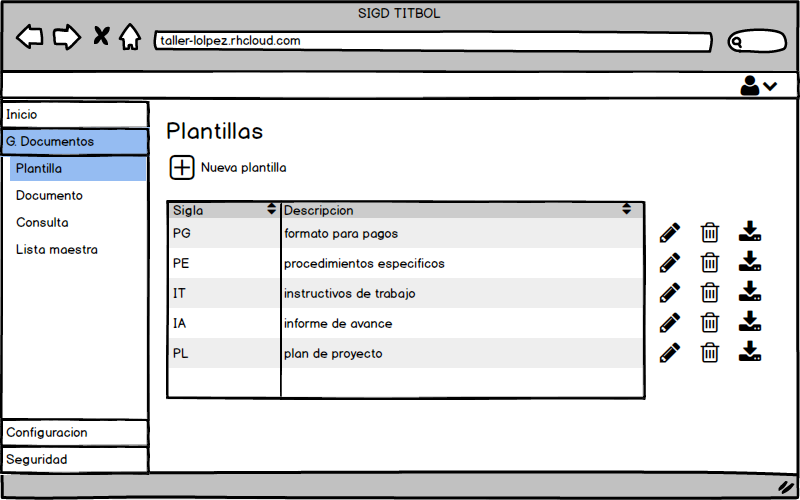 SIGD TITBOL
taller-lolpez.rhcloud.com
Inicio
G. Documentos
Plantilla
Documento
Consulta
Lista maestra
Configuracion
Seguridad
Plantillas
Nueva plantilla
Sigla Descripcion
PG formato para pagos
PE procedimientos especificos
IT instructivos de trabajo
IA informe de avance
PL plan de proyecto